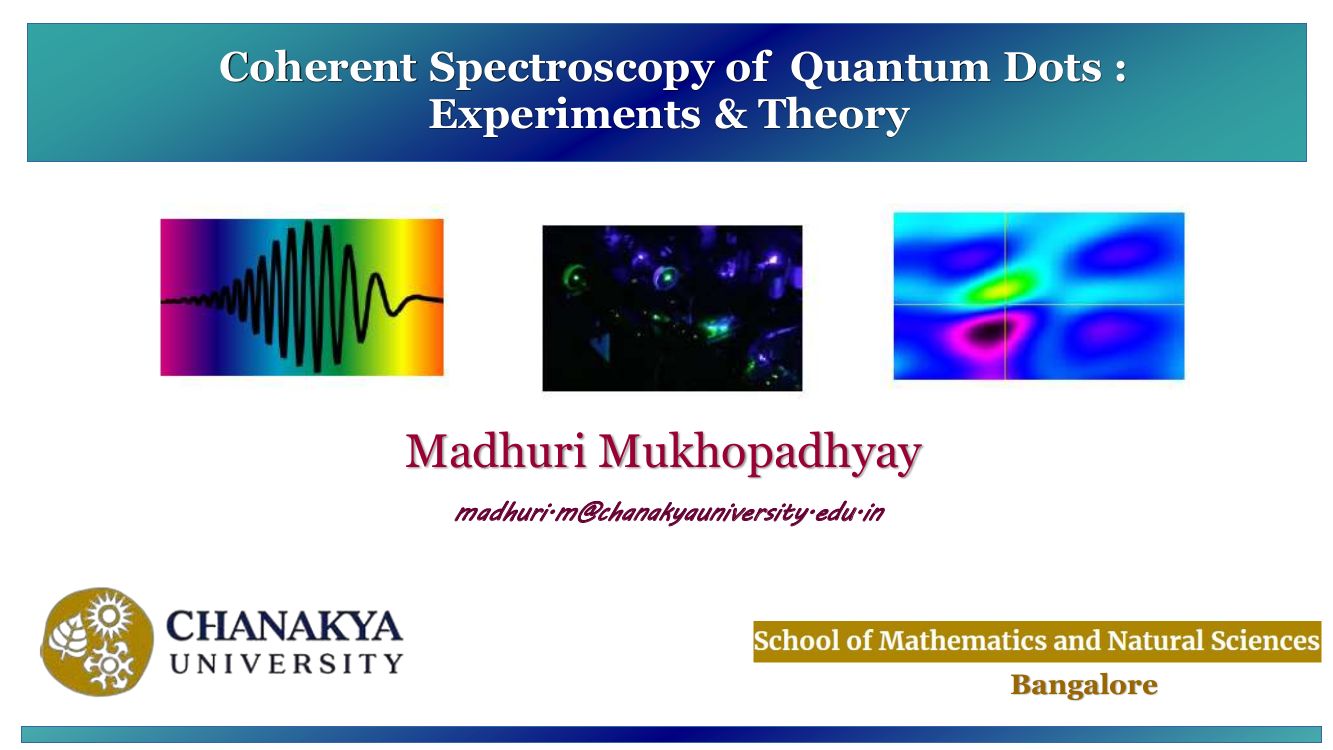 Coherent Spectroscopy of Quantum Dots :
Experiments & Theory
Madhuri Mukhopadhyay
madhuri.m@chanakyauniversity.edu.in
CHANAKYA
UNIVERSITY
School of Mathematics and Natural Sciences
Bangalore